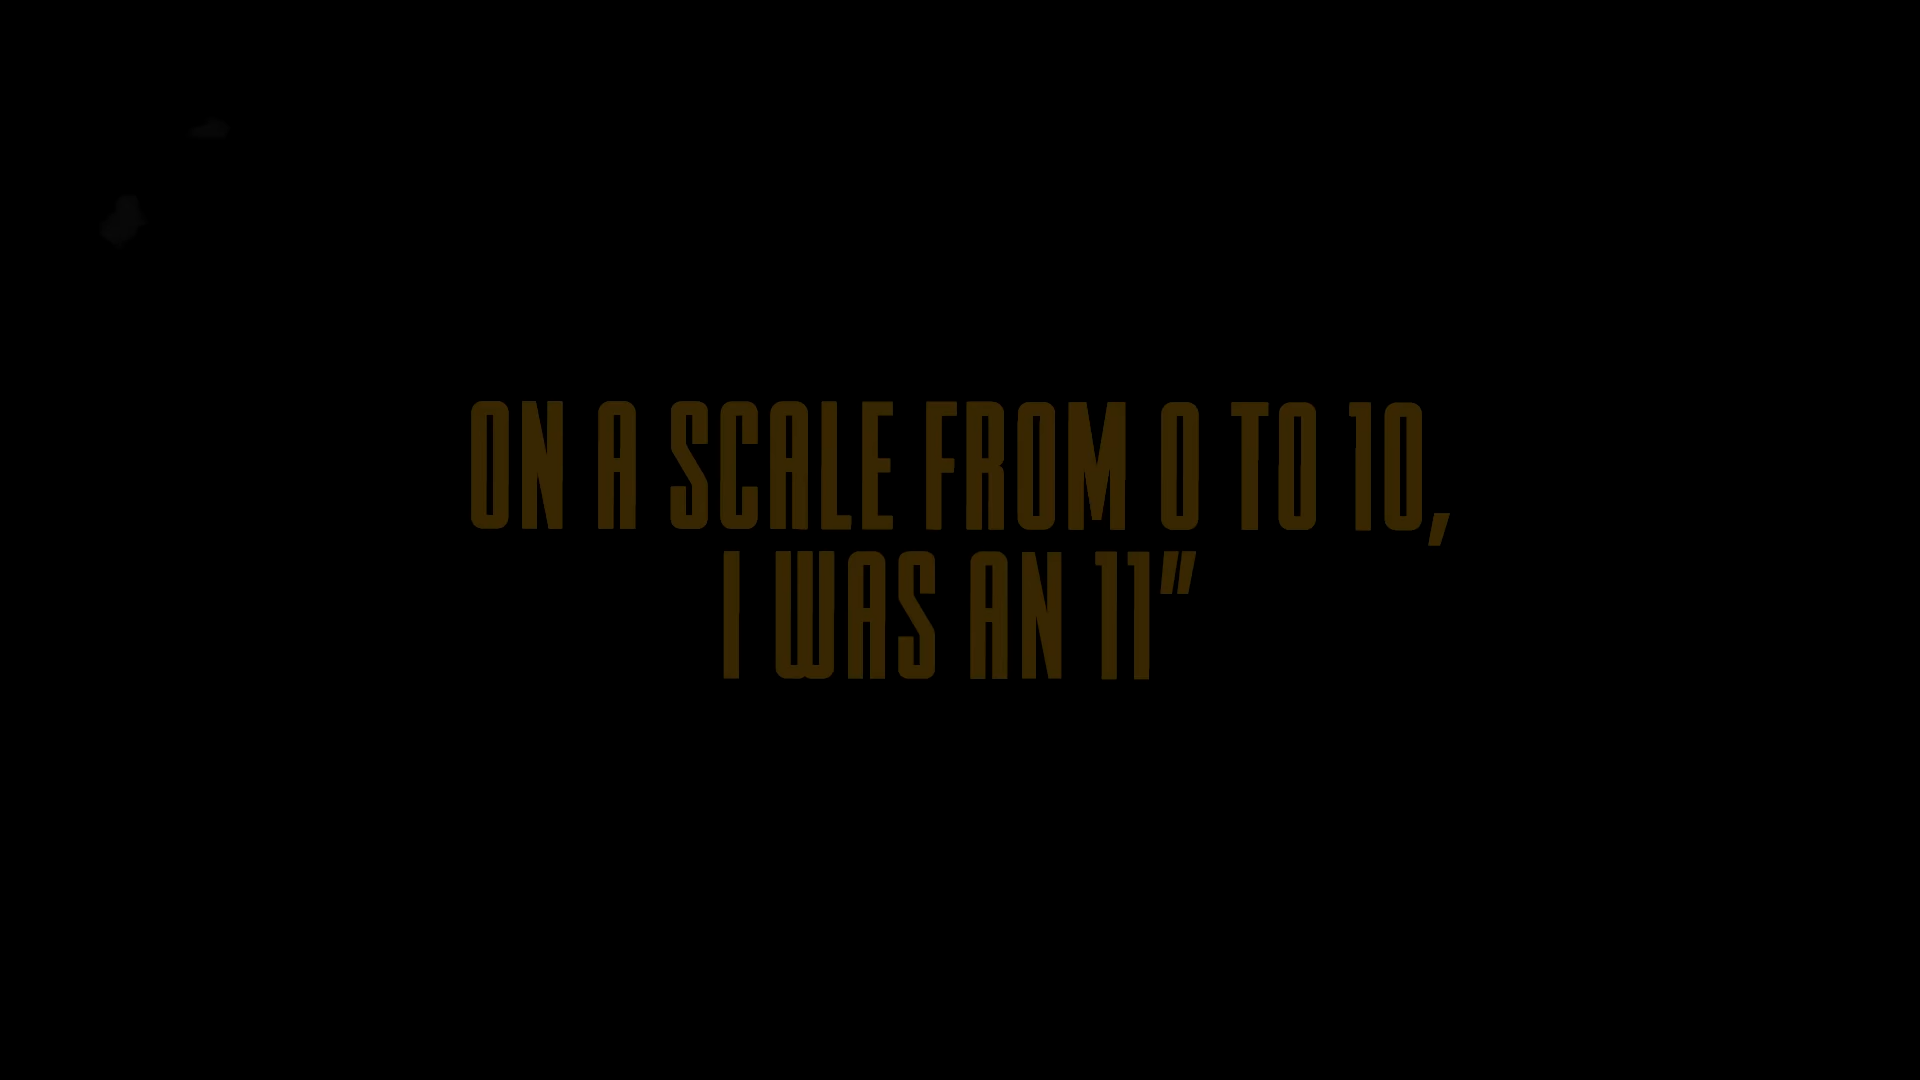 ON A SCALE FROM 0 TO 10,
I WAS AN 11”